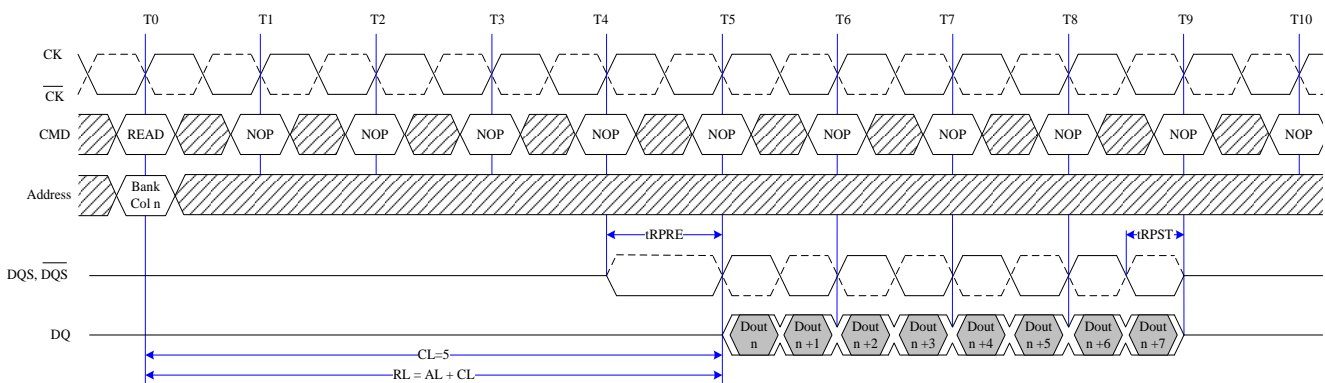 T0 T1 T2 T3 T4 T5 T6 T7 T8 T9 T10
CK
CK
CMD READ NOP NOP NOP NOP NOP NOP NOP NOP NOP NOP
Address Bank
Col n
tRPRE tRPST
DQS, DQS
DQ Dout Dout Dout Dout Dout Dout Dout Dout
n n +1 n +2 n +3 n +4 n +5 n +6 n +7
CL=5
RL = AL + CL